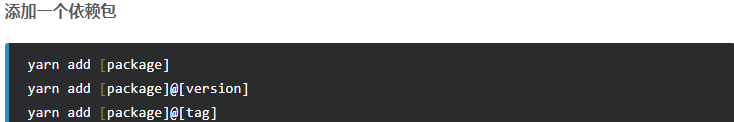 添加一个依赖包
yarn add [package]
yarn add [package]@[version]
yarn add [package]@[tag]